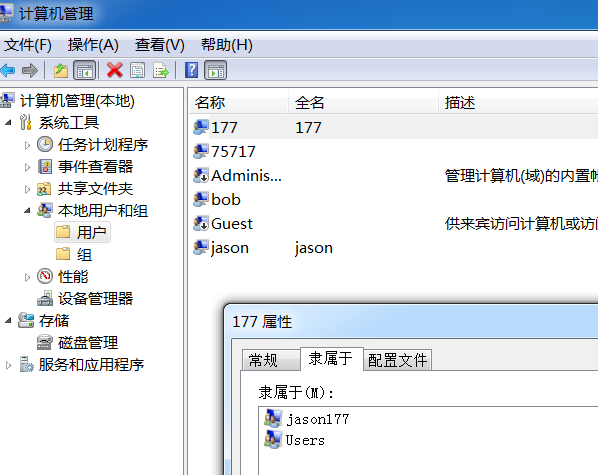 计算机管理
文件(F) 操作(A) 查看(V) 帮助(H)
计算机管理(本地)
系统工具
任务计划程序
事件查看器
共享文件夹
本地用户和组
用户
组
性能
设备管理器
存储
磁盘管理
服务和应用程序
名称 全名 描述
177 177
75717
Adminis... 管理计算机(域)的内置帐
bob
Guest 供来宾访问计算机或访问
jason jason
177 属性
常规 隶属于 配置文件
隶属于(M):
jason177
Users